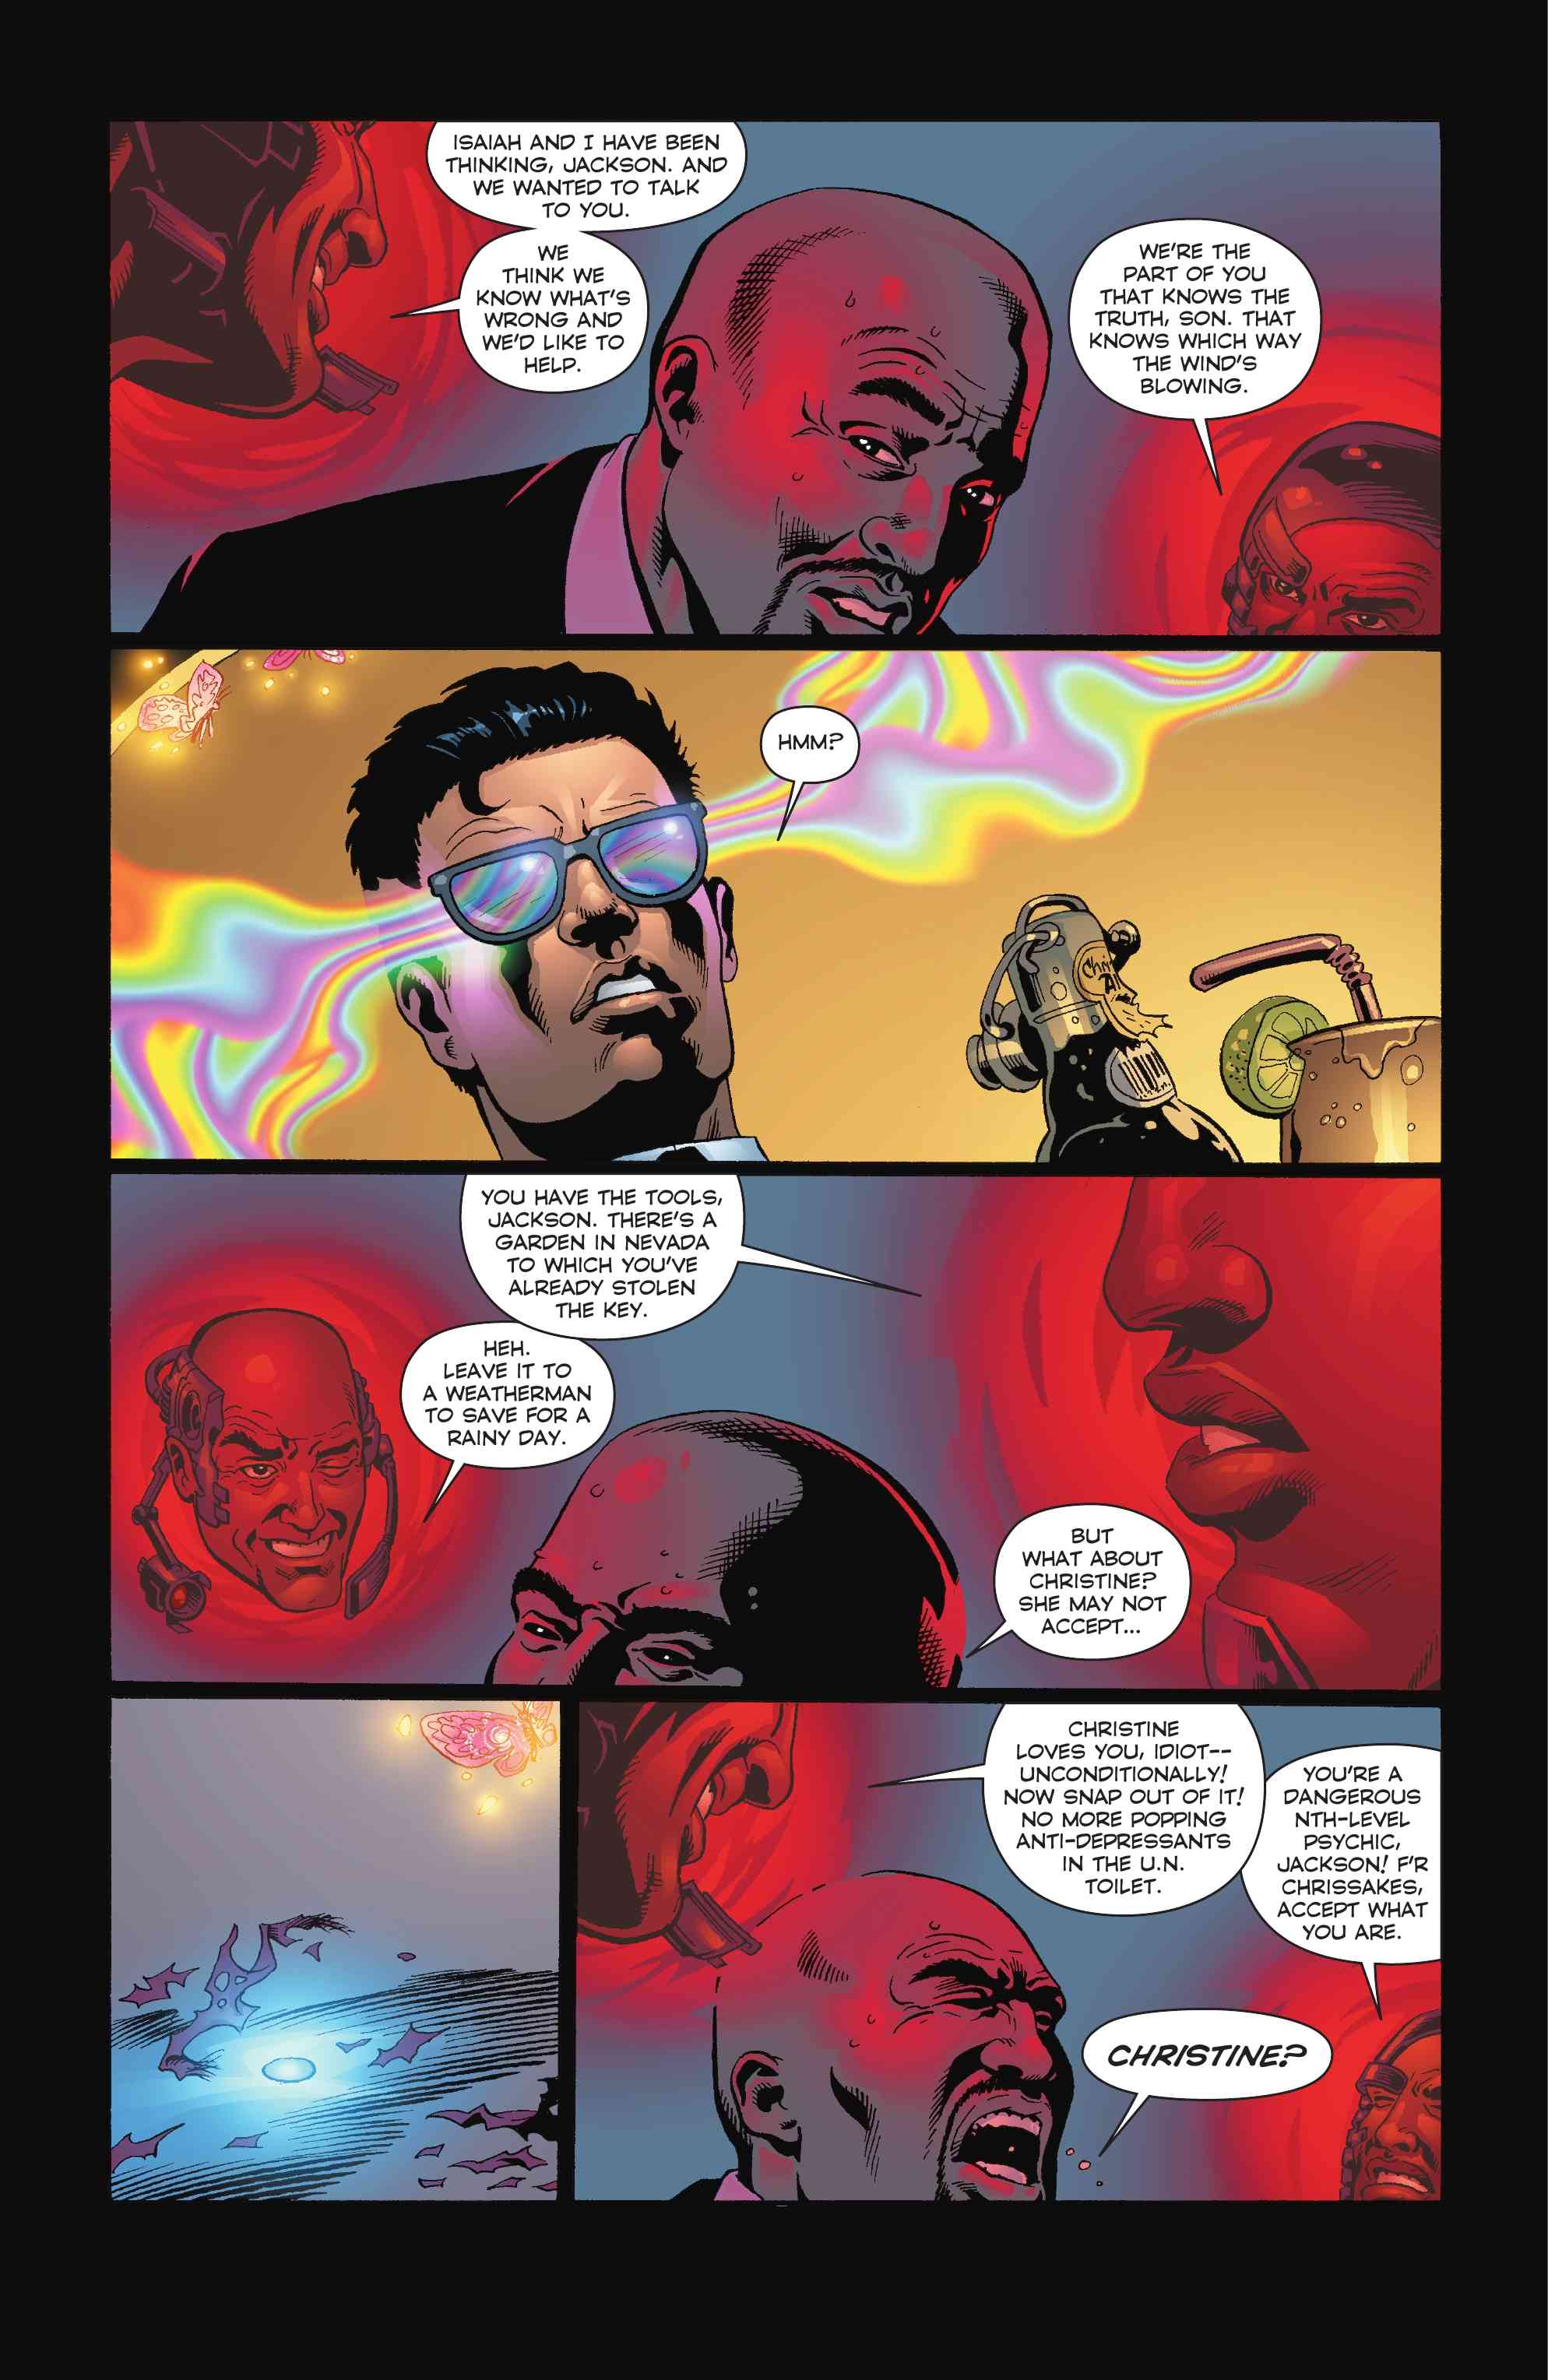 ISAIAH AND I HAVE BEEN
THINKING, JACKSON. AND
WE WANTED TO TALK
TO YOU.
WE
THINK WE
KNOW WHAT'S
WRONG AND
WE'D LIKE TO
HELP.
WE'RE THE
PART OF YOU
THAT KNOWS THE
TRUTH, SON. THAT
KNOWS WHICH WAY
THE WIND'S
BLOWING.
HMM?
YOU HAVE THE TOOLS,
JACKSON. THERE'S A
GARDEN IN NEVADA
TO WHICH YOU'VE
ALREADY STOLEN
THE KEY.
HEH.
LEAVE IT TO
A WEATHERMAN
TO SAVE FOR A
RAINY DAY.
BUT
WHAT ABOUT
CHRISTINE?
SHE MAY NOT
ACCEPT...
CHRISTINE
LOVES YOU, IDIOT--
UNCONDITIONALLY!
NOW SNAP OUT OF IT!
NO MORE POPPING
ANTI-DEPRESSANTS
IN THE U.N.
TOILET.
YOU'RE A
DANGEROUS
NTH-LEVEL
PSYCHIC,
JACKSON! F'R
CHRISSAKES,
ACCEPT WHAT
YOU ARE.
CHRISTINE?